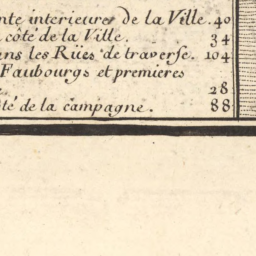 nte interieures de la Ville. 40
côté de la Ville. 34
ns les Rües de traverse. 104
Faubourgs et premieres
28
té de la campagne. 88